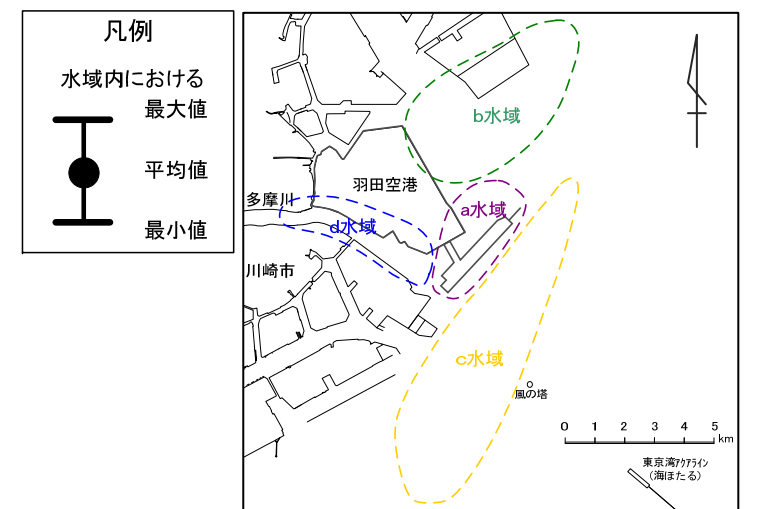 凡例
水域内における
最大値
平均値
最小値
b水域
羽田空港
多摩川
a水域
d水域
川崎市
c水域
風の塔
0 1 2 3 4 5
km
東京湾ｱｸｱﾗｲﾝ
（海ほたる）